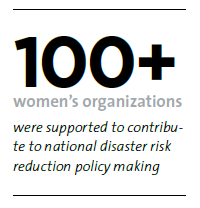 100+
women's organizations
were supported to contribu-
te to national disaster risk
reduction policy making